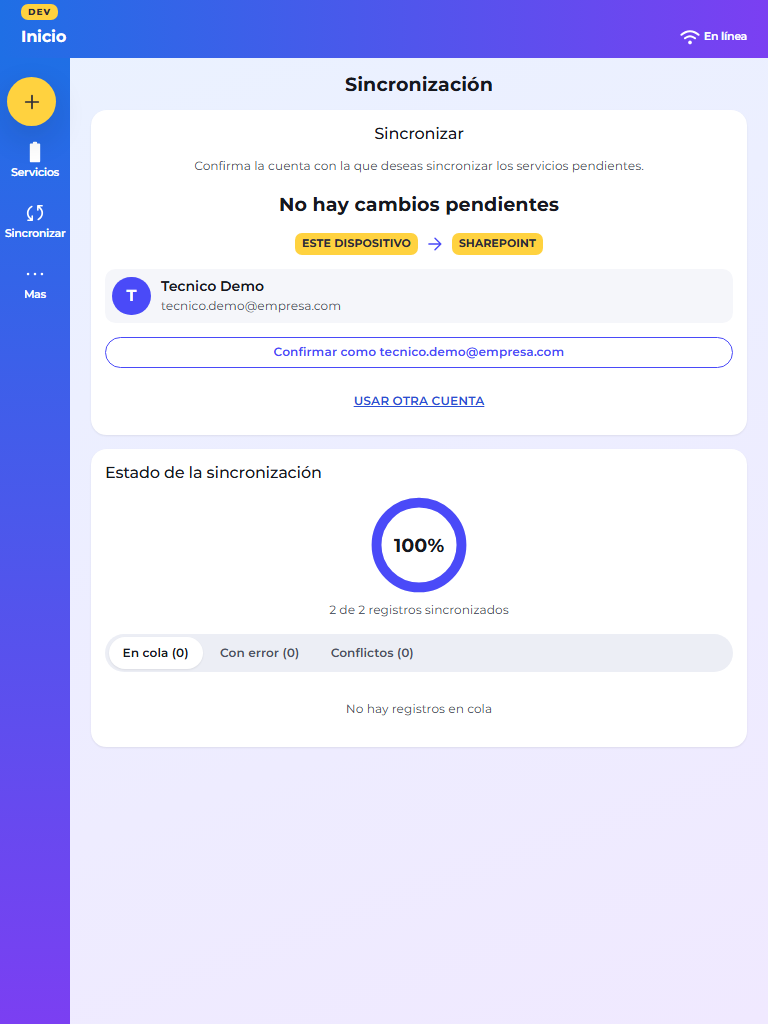 DEV
Inicio
En línea
Servicios
Sincronizar
Mas
Sincronización
Sincronizar
Confirma la cuenta con la que deseas sincronizar los servicios pendientes.
No hay cambios pendientes
ESTE DISPOSITIVO
SHAREPOINT
T
Tecnico Demo
tecnico.demo@empresa.com
Confirmar como tecnico.demo@empresa.com
USAR OTRA CUENTA
Estado de la sincronización
100%
2 de 2 registros sincronizados
En cola (0) Con error (0) Conflictos (0)
No hay registros en cola